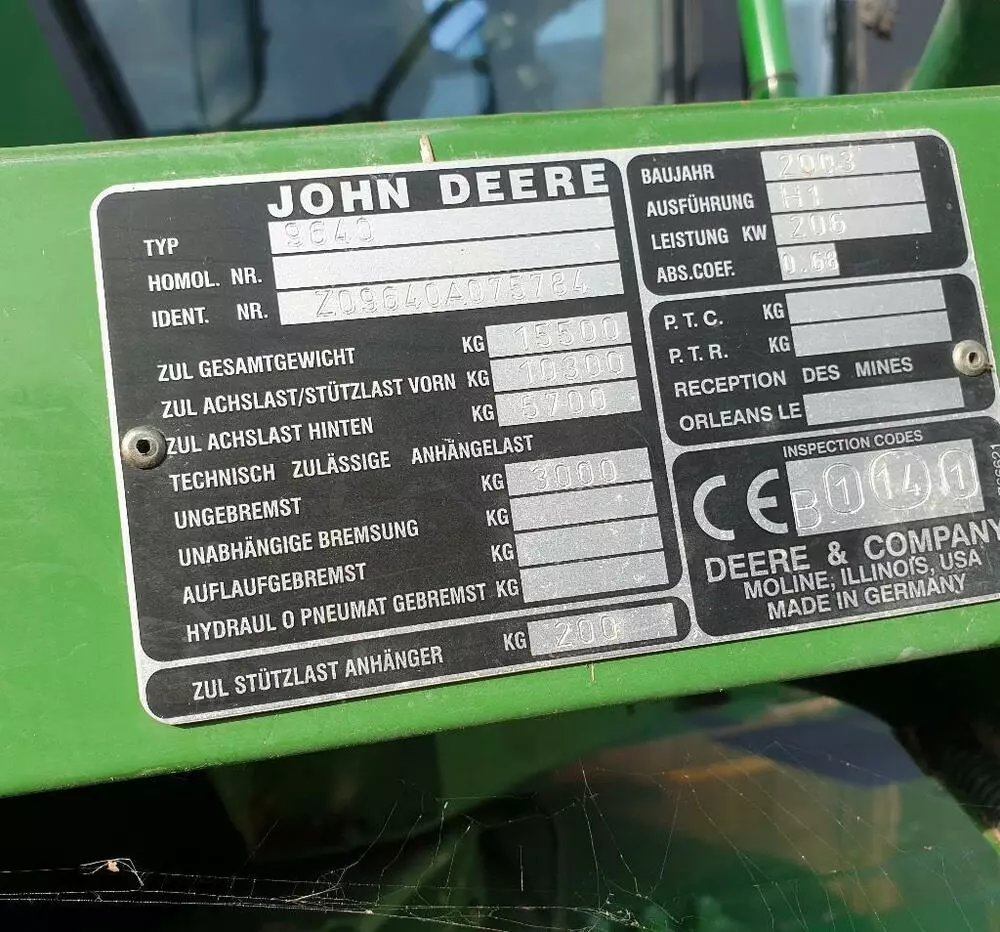 JOHN DEERE
TYP 9640
HOMOL. NR.
IDENT. NR. Z09640A075784
ZUL GESAMTGEWICHT KG 15500
ZUL ACHSLAST/STÜTZLAST VORN KG 10300
ZUL ACHSLAST HINTEN KG 5700
TECHNISCH ZULÄSSIGE ANHÄNGELAST
UNGEBREMST KG 3000
UNABHÄNGIGE BREMSUNG KG
AUFLAUFGEBREMST KG
HYDRAUL O PNEUMAT GEBREMST KG
ZUL STÜTZLAST ANHÄNGER KG 200
BAUJAHR 2003
AUSFÜHRUNG H1
LEISTUNG KW 206
ABS.COEF. 0.68
P.T.C. KG
P.T.R. KG
RECEPTION DES MINES
ORLEANS LE
INSPECTION CODES
CE B 1 14 1
DEERE & COMPANY
MOLINE, ILLINOIS, USA
MADE IN GERMANY